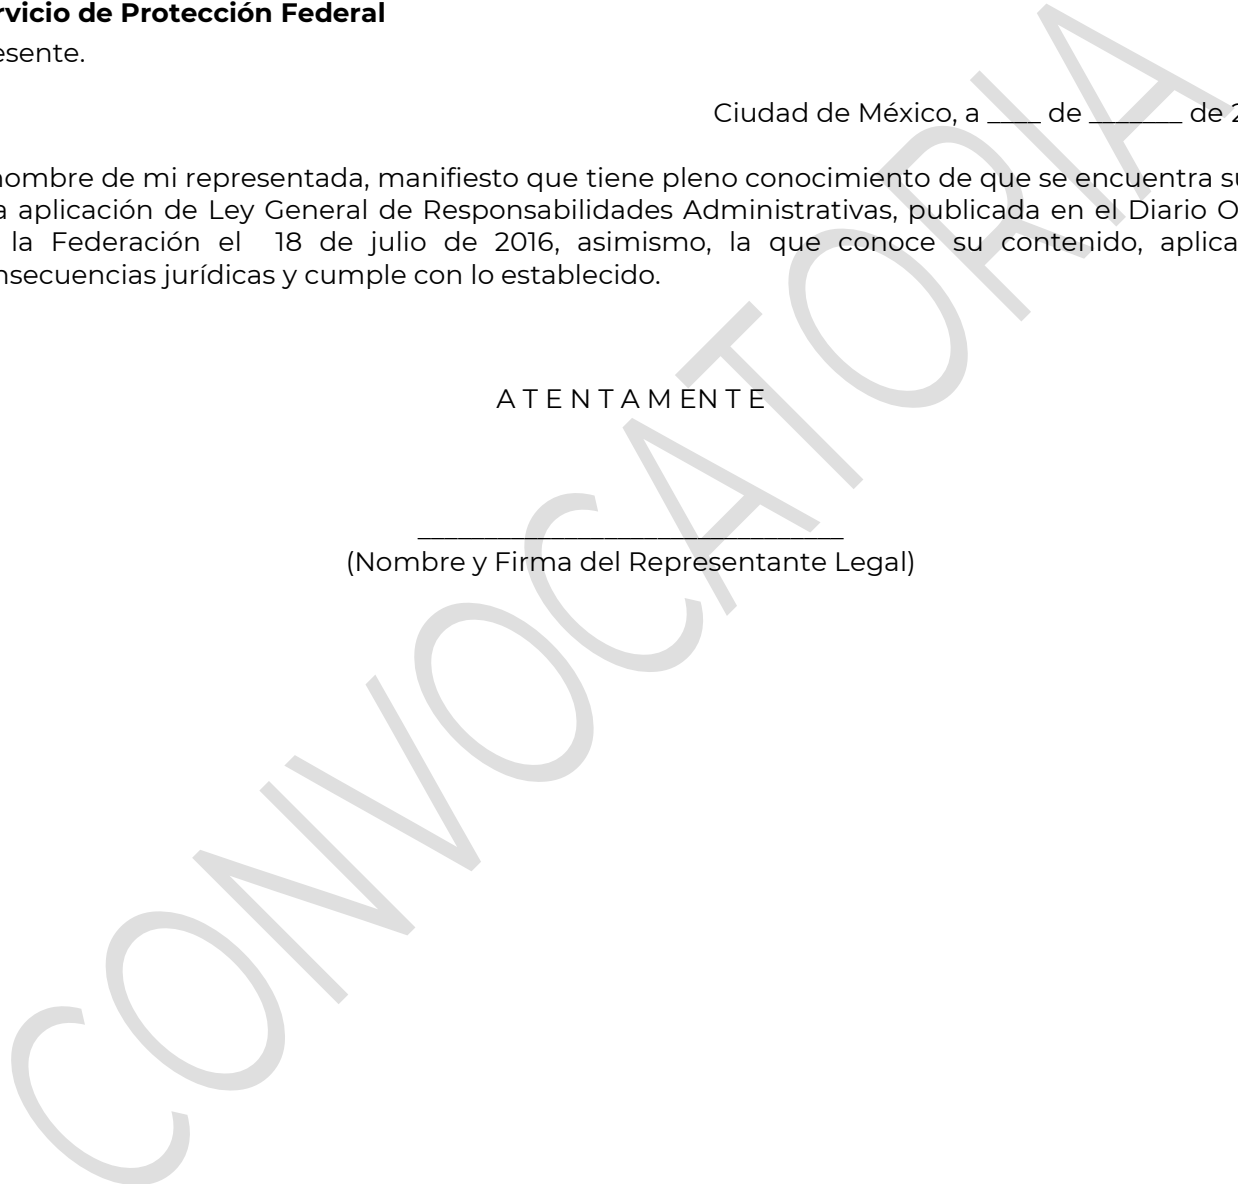 rvicio de Protección Federal
esente.
Ciudad de México, a ____ de _______ de 2
nombre de mi representada, manifiesto que tiene pleno conocimiento de que se encuentra su
a aplicación de Ley General de Responsabilidades Administrativas, publicada en el Diario O
la Federación el 18 de julio de 2016, asimismo, la que conoce su contenido, aplica
nsecuencias jurídicas y cumple con lo establecido.
A T E N T A M EN T E
________________________________
(Nombre y Firma del Representante Legal)
CONVOCATORIA